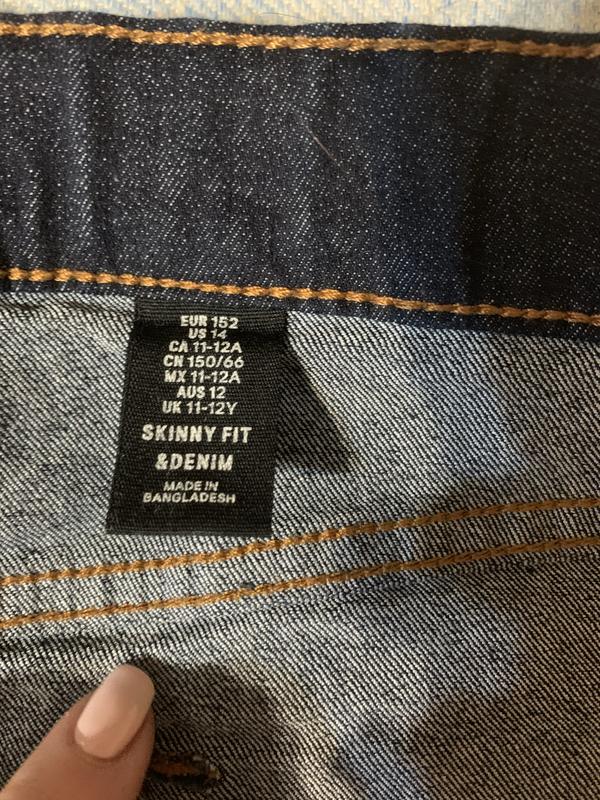 EUR 152
US 14
CA 11-12A
CN 150/66
MX 11-12A
AUS 12
UK 11-12Y
SKINNY FIT
&DENIM
MADE IN
BANGLADESH